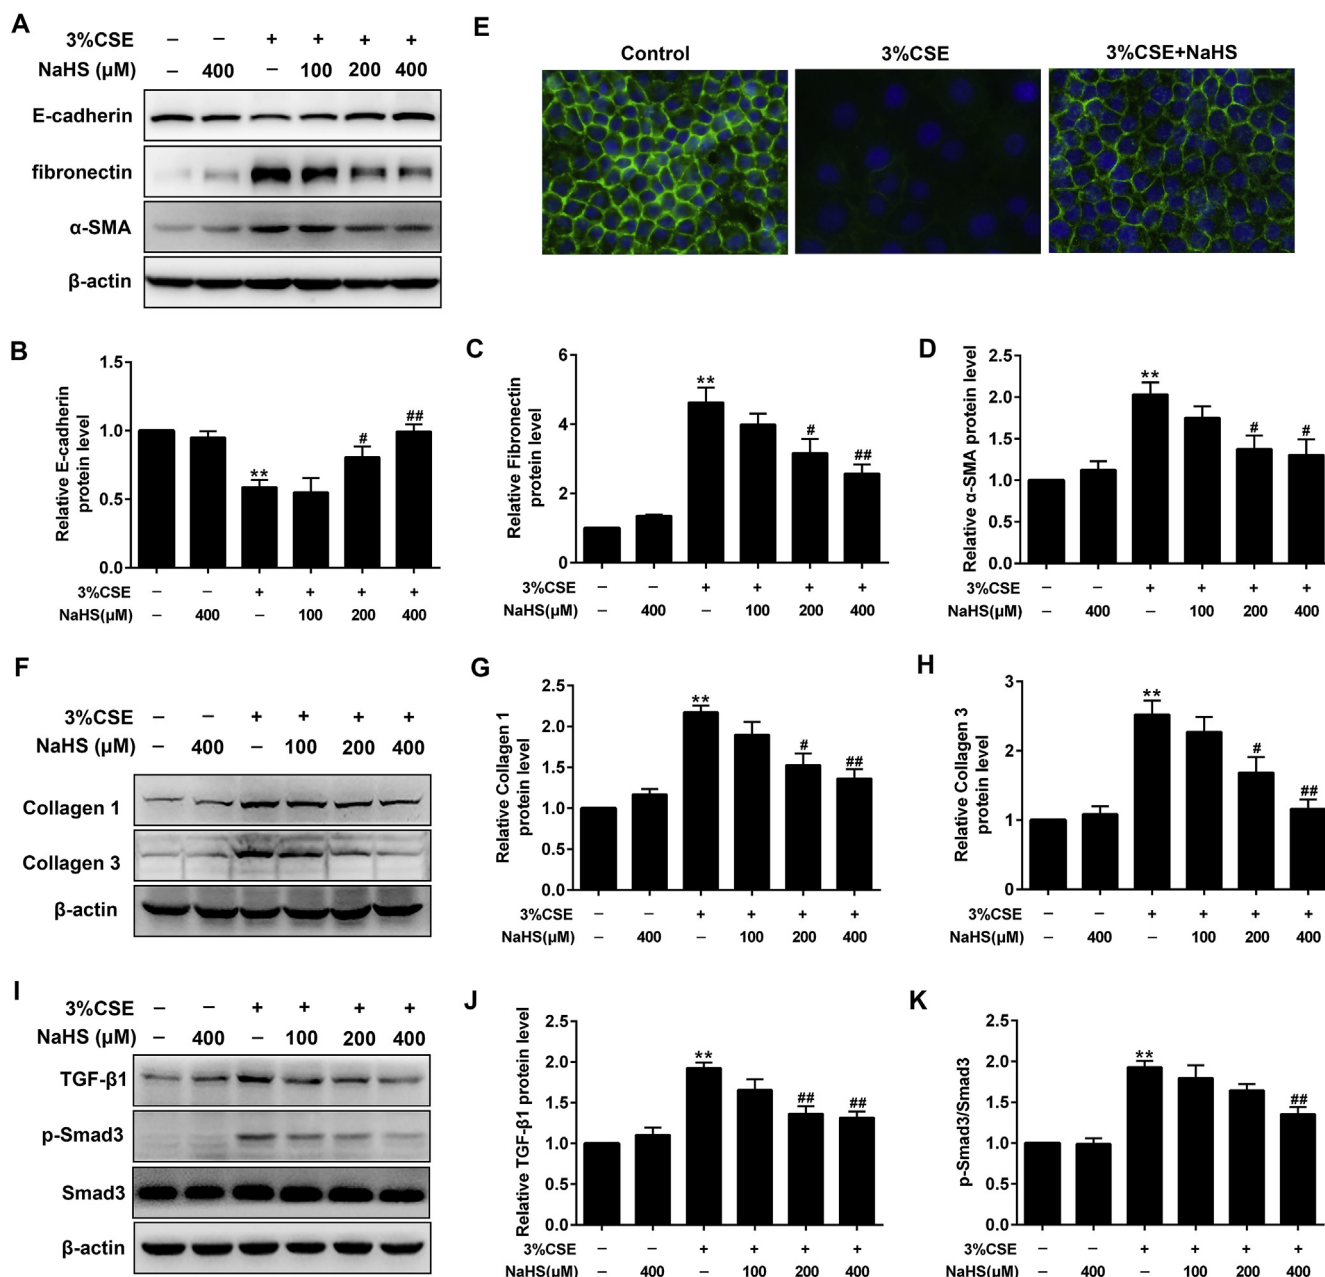 A
3%CSE – – + + + +
NaHS (μM) – 400 – 100 200 400
E-cadherin
fibronectin
α-SMA
β-actin
E
Control 3%CSE 3%CSE+NaHS
B
Relative E-cadherin
protein level
1.5
1.0
0.5
0.0
**
#
##
3%CSE – – + + + +
NaHS(μM) – 400 – 100 200 400
C
Relative Fibronectin
protein level
6
4
2
0
**
#
##
3%CSE – – + + + +
NaHS(μM) – 400 – 100 200 400
D
Relative α-SMA protein level
2.5
2.0
1.5
1.0
0.5
0.0
**
#
#
3%CSE – – + + + +
NaHS(μM) – 400 – 100 200 400
F
3%CSE – – + + + +
NaHS (μM) – 400 – 100 200 400
Collagen 1
Collagen 3
β-actin
G
Relative Collagen 1
protein level
2.5
2.0
1.5
1.0
0.5
0.0
**
#
##
3%CSE – – + + + +
NaHS(μM) – 400 – 100 200 400
H
Relative Collagen 3
protein level
3
2
1
0
**
#
##
3%CSE – – + + + +
NaHS(μM) – 400 – 100 200 400
I
3%CSE – – + + + +
NaHS (μM) – 400 – 100 200 400
TGF-β1
p-Smad3
Smad3
β-actin
J
Relative TGF-β1 protein level
2.5
2.0
1.5
1.0
0.5
0.0
**
##
##
3%CSE – – + + + +
NaHS(μM) – 400 – 100 200 400
K
p-Smad3/Smad3
2.5
2.0
1.5
1.0
0.5
0.0
**
##
3%CSE – – + + + +
NaHS(μM) – 400 – 100 200 400